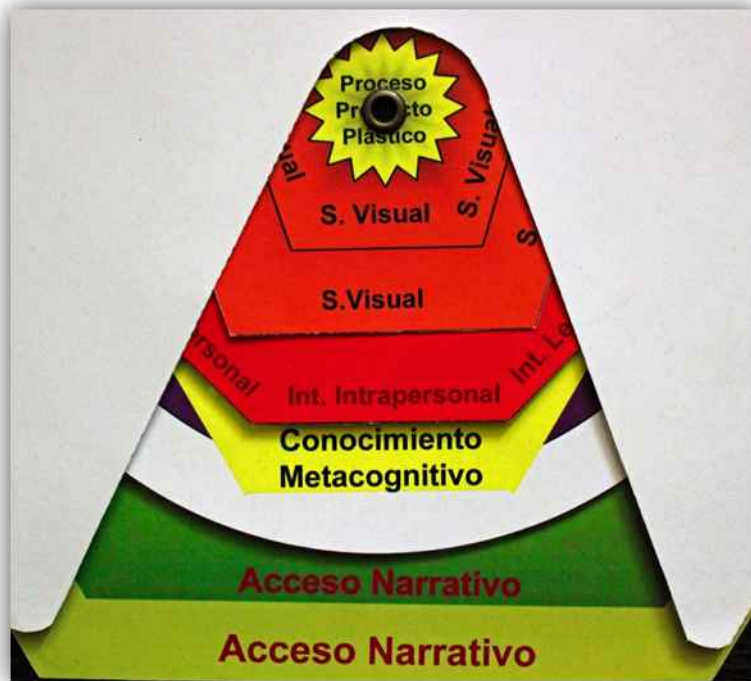 Proceso
Plástico
S. Visual
S. Visual
S.Visual
Int. Intrapersonal
Conocimiento
Metacognitivo
Acceso Narrativo
Acceso Narrativo